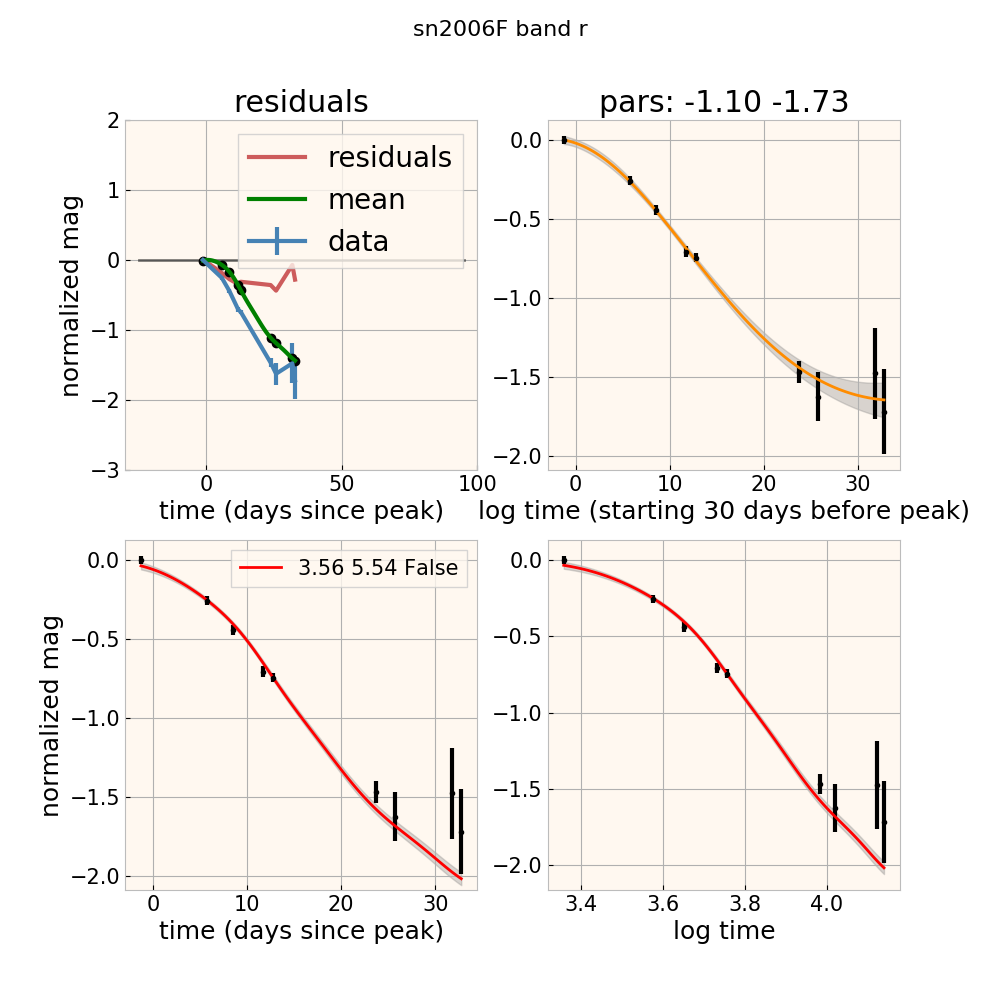 sn2006F band r
residuals
pars: -1.10 -1.73
2
1
0
−1
−2
−3
normalized mag
residuals
mean
data
0
50
100
time (days since peak)
0.0
−0.5
−1.0
−1.5
−2.0
0
10
20
30
log time (starting 30 days before peak)
0.0
−0.5
−1.0
−1.5
−2.0
normalized mag
3.56 5.54 False
0
10
20
30
time (days since peak)
0.0
−0.5
−1.0
−1.5
−2.0
3.4
3.6
3.8
4.0
log time